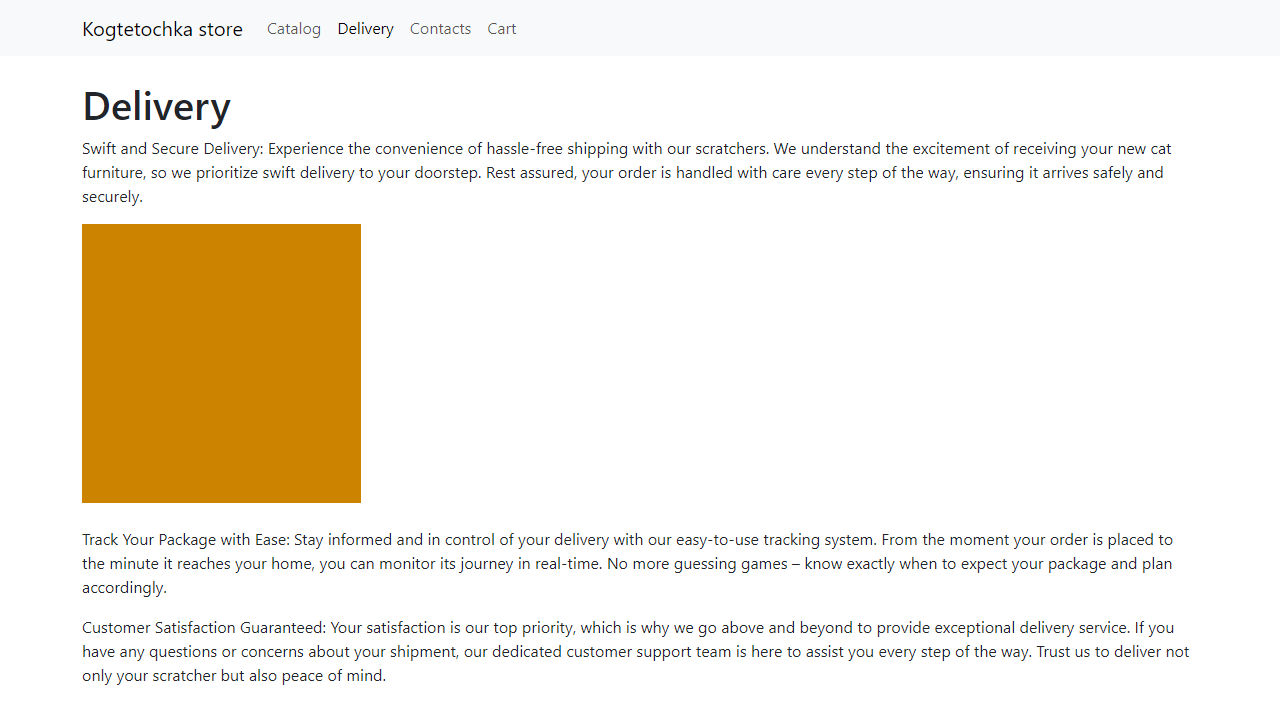 Kogtetochka store Catalog Delivery Contacts Cart
Delivery
Swift and Secure Delivery: Experience the convenience of hassle-free shipping with our scratchers. We understand the excitement of receiving your new cat
furniture, so we prioritize swift delivery to your doorstep. Rest assured, your order is handled with care every step of the way, ensuring it arrives safely and
securely.
Track Your Package with Ease: Stay informed and in control of your delivery with our easy-to-use tracking system. From the moment your order is placed to
the minute it reaches your home, you can monitor its journey in real-time. No more guessing games – know exactly when to expect your package and plan
accordingly.
Customer Satisfaction Guaranteed: Your satisfaction is our top priority, which is why we go above and beyond to provide exceptional delivery service. If you
have any questions or concerns about your shipment, our dedicated customer support team is here to assist you every step of the way. Trust us to deliver not
only your scratcher but also peace of mind.